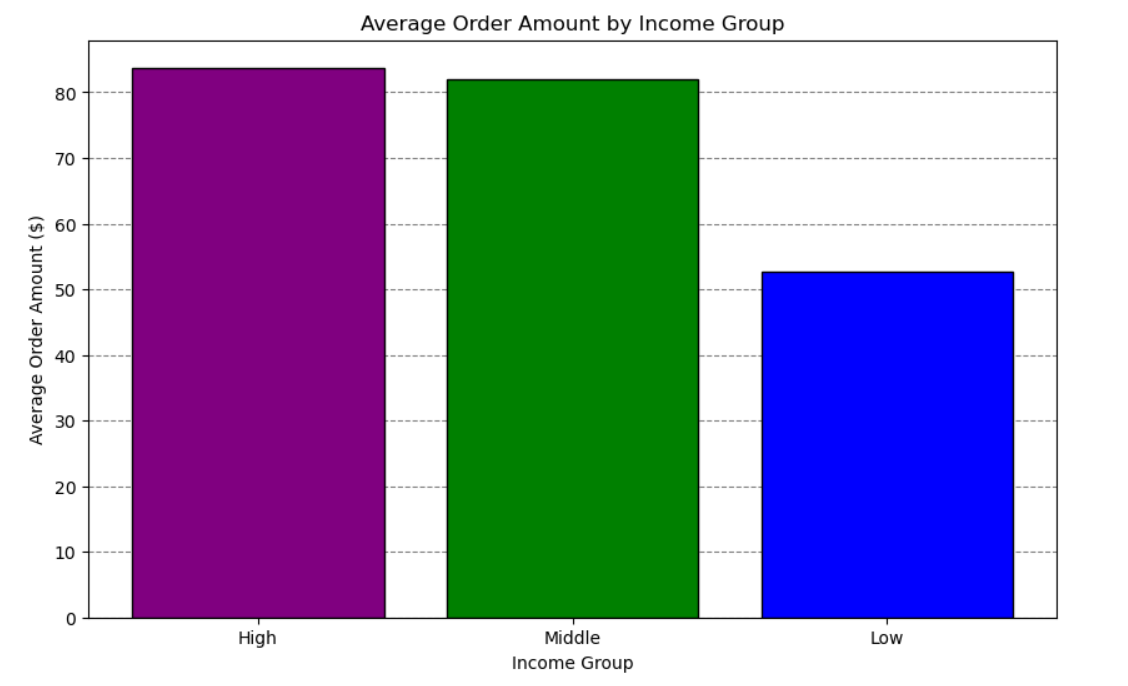 Average Order Amount by Income Group
Average Order Amount ($)
80
70
60
50
40
30
20
10
0
High
Middle
Low
Income Group